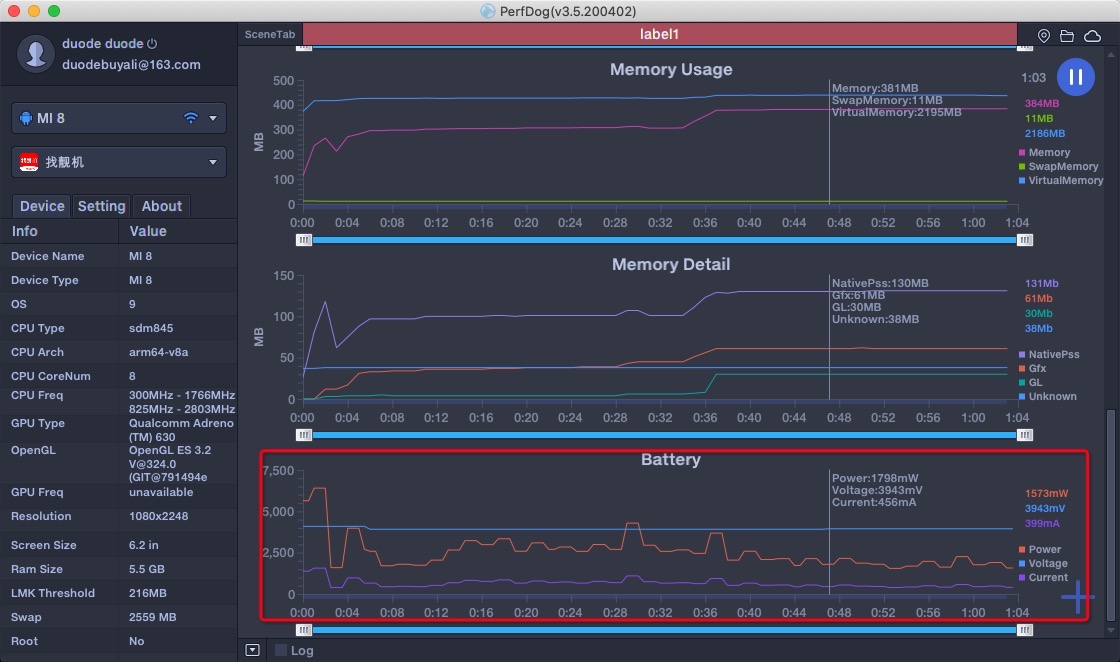 PerfDog(v3.5.200402)
duode duode
duodebuyali@163.com
MI 8
找靓机
Device Setting About
Info Value
Device Name MI 8
Device Type MI 8
OS 9
CPU Type sdm845
CPU Arch arm64-v8a
CPU CoreNum 8
CPU Freq 300MHz - 1766MHz
825MHz - 2803MHz
GPU Type Qualcomm Adreno
(TM) 630
OpenGL OpenGL ES 3.2
V@324.0
(GIT@791494e
GPU Freq unavailable
Resolution 1080x2248
Screen Size 6.2 in
Ram Size 5.5 GB
LMK Threshold 216MB
Swap 2559 MB
Root No
SceneTab
label1
1:03
Memory Usage
MB
500
400
300
200
100
0
Memory:381MB
SwapMemory:11MB
VirtualMemory:2195MB
384MB
11MB
2186MB
Memory
SwapMemory
VirtualMemory
0:00 0:04 0:08 0:12 0:16 0:20 0:24 0:28 0:32 0:36 0:40 0:44 0:48 0:52 0:56 1:00 1:04
Memory Detail
MB
150
100
50
0
NativePss:130MB
Gfx:61MB
GL:30MB
Unknown:38MB
131Mb
61Mb
30Mb
38Mb
NativePss
Gfx
GL
Unknown
0:00 0:04 0:08 0:12 0:16 0:20 0:24 0:28 0:32 0:36 0:40 0:44 0:48 0:52 0:56 1:00 1:04
Battery
7,500
5,000
2,500
0
Power:1798mW
Voltage:3943mV
Current:456mA
1573mW
3943mV
399mA
Power
Voltage
Current
0:00 0:04 0:08 0:12 0:16 0:20 0:24 0:28 0:32 0:36 0:40 0:44 0:48 0:52 0:56 1:00 1:04
Log